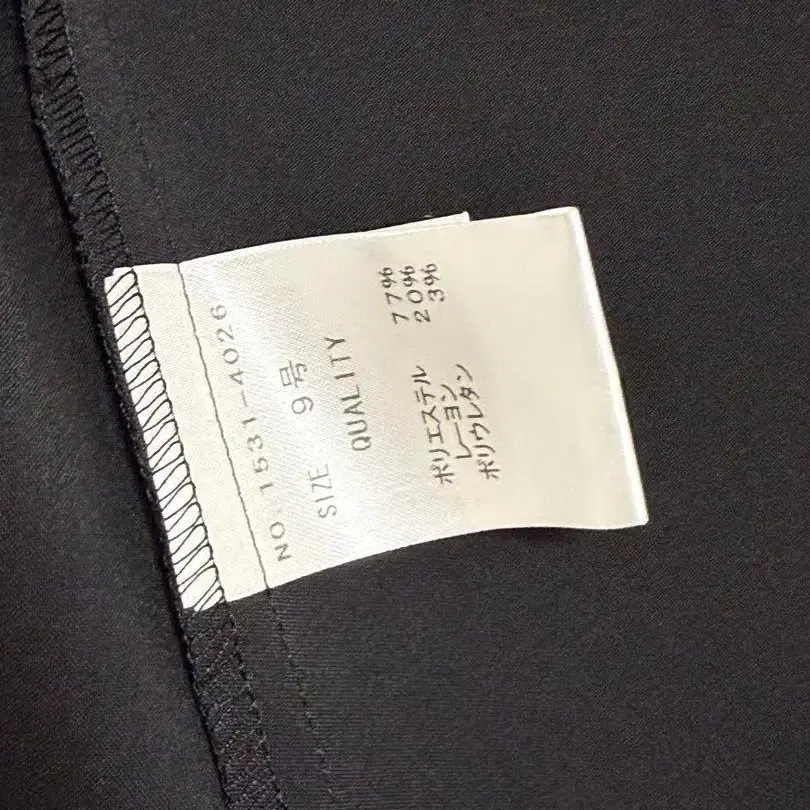 NO. 1531-4026
SIZE 9号
QUALITY
ポリエステル 77%
レーヨン 20%
ポリウレタン 3%